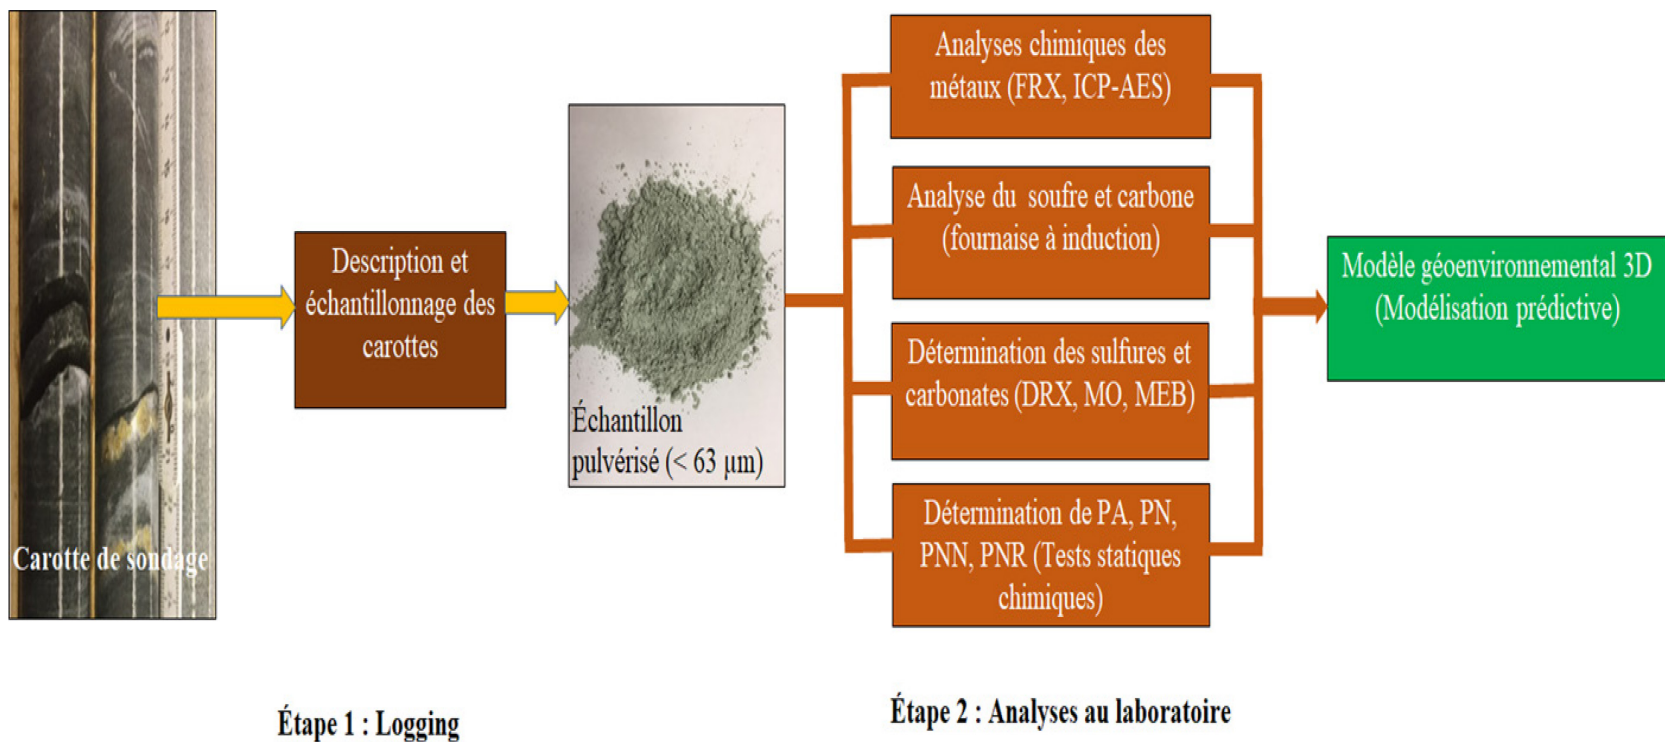 Carotte de sondage
Description et
échantillonnage des
carottes
Échantillon
pulvérisé (< 63 µm)
Analyses chimiques des
métaux (FRX, ICP-AES)
Analyse du soufre et carbone
(fournaise à induction)
Détermination des sulfures et
carbonates (DRX, MO, MEB)
Détermination de PA, PN,
PNN, PNR (Tests statiques
chimiques)
Modèle géoenvironnemental 3D
(Modélisation prédictive)
Étape 1 : Logging
Étape 2 : Analyses au laboratoire